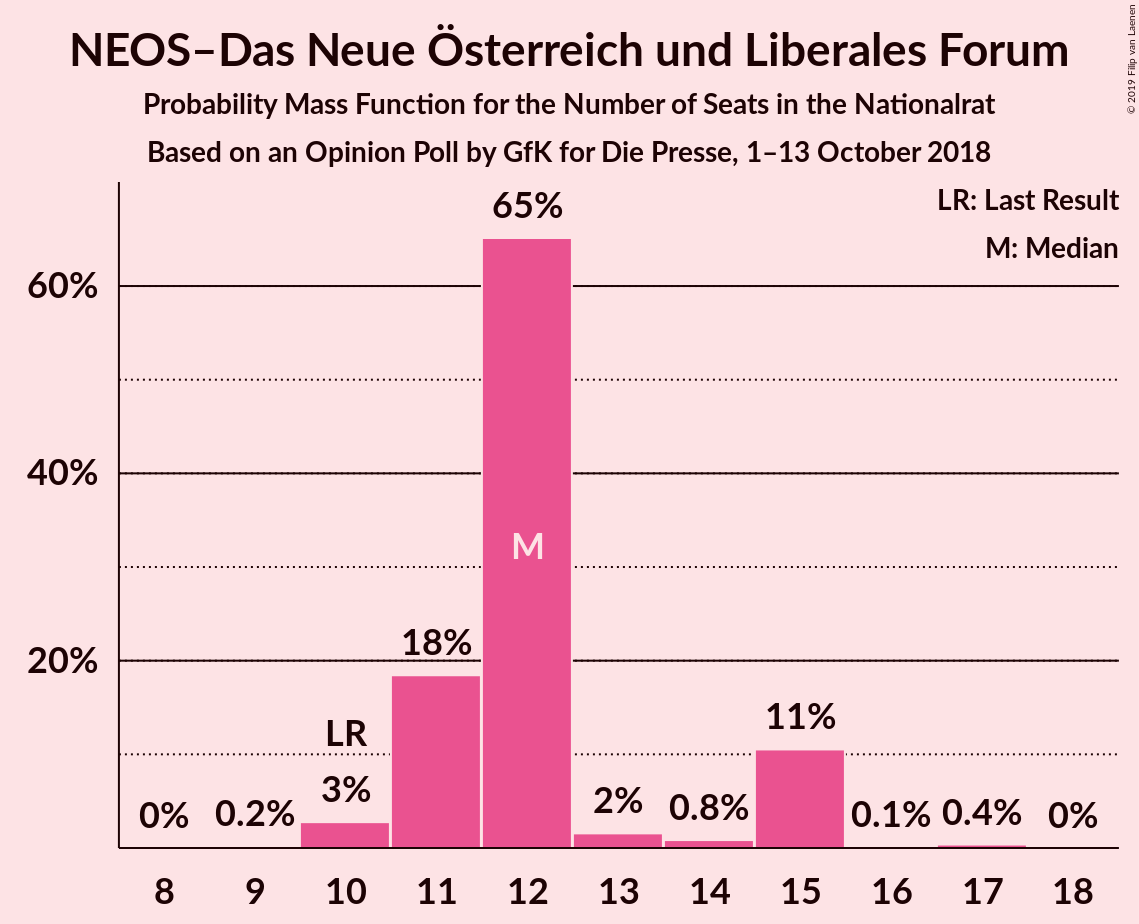 NEOS–Das Neue Österreich und Liberales Forum
Probability Mass Function for the Number of Seats in the Nationalrat
Based on an Opinion Poll by GfK for Die Presse, 1–13 October 2018
© 2019 Filip van Laenen
LR: Last Result
M: Median
65%
60%
40%
M
18%
20%
LR
11%
3%
0% 0.2% 2% 0.8% 0.1% 0.4% 0%
8 9 10 11 12 13 14 15 16 17 18